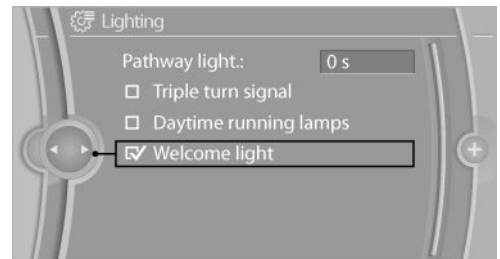 Lighting
Pathway light.: 0 s
Triple turn signal
Daytime running lamps
Welcome light